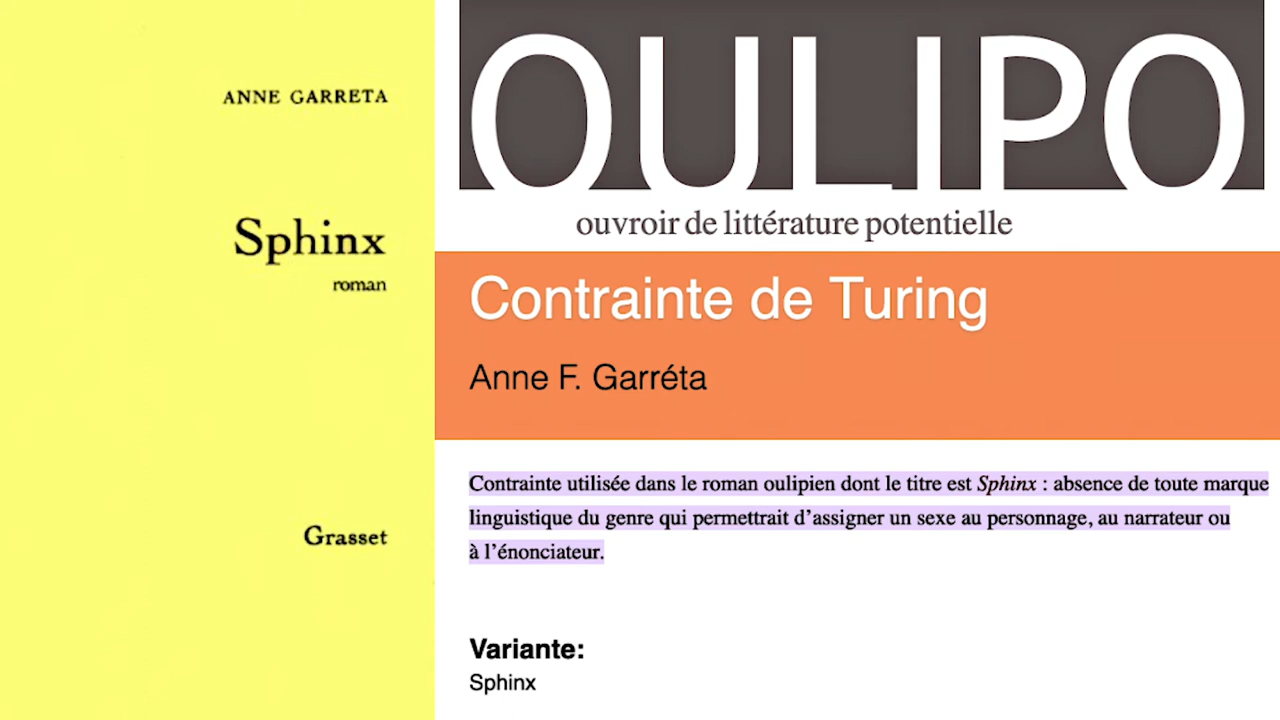 ANNE GARRETA
Sphinx
roman
Grasset
OULIPO
ouvroir de littérature potentielle
Contrainte de Turing
Anne F. Garréta
Contrainte utilisée dans le roman oulipien dont le titre est Sphinx : absence de toute marque
linguistique du genre qui permettrait d’assigner un sexe au personnage, au narrateur ou
à l’énonciateur.
Variante:
Sphinx